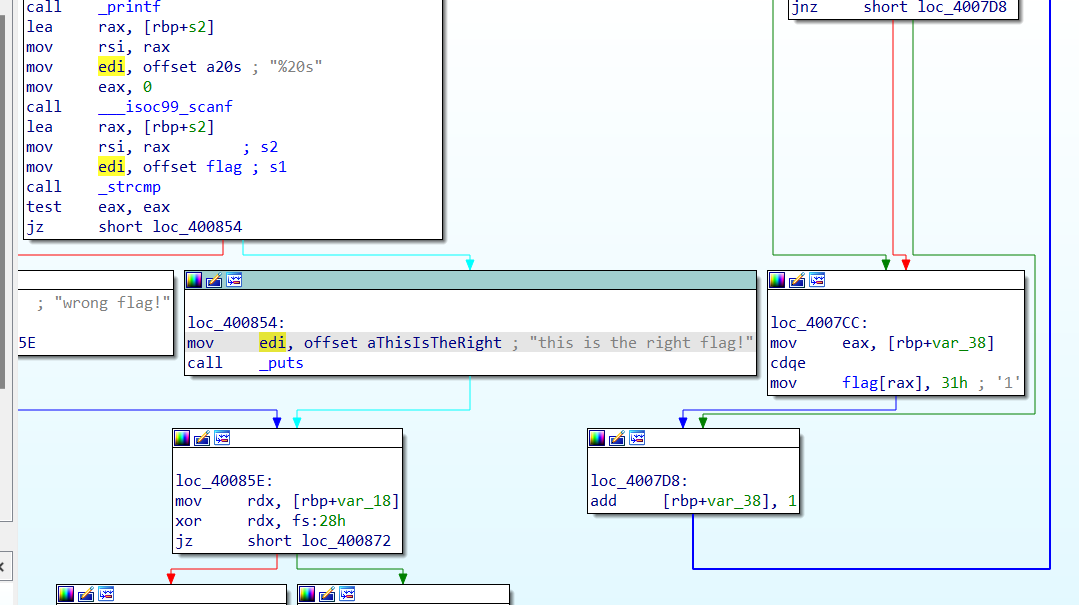 call    _printf
lea     rax, [rbp+s2]
mov     rsi, rax
mov     edi, offset a20s ; "%20s"
mov     eax, 0
call    ___isoc99_scanf
lea     rax, [rbp+s2]
mov     rsi, rax        ; s2
mov     edi, offset flag ; s1
call    _strcmp
test    eax, eax
jz      short loc_400854
jnz     short loc_4007D8
; "wrong flag!"
5E
loc_400854:
mov     edi, offset aThisIsTheRight ; "this is the right flag!"
call    _puts
loc_4007CC:
mov     eax, [rbp+var_38]
cdqe
mov     flag[rax], 31h ; '1'
loc_40085E:
mov     rdx, [rbp+var_18]
xor     rdx, fs:28h
jz      short loc_400872
loc_4007D8:
add     [rbp+var_38], 1